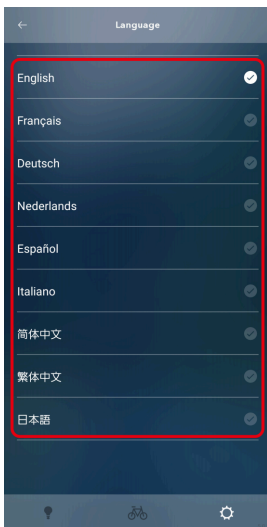 Language
English
Français
Deutsch
Nederlands
Español
Italiano
简体中文
繁体中文
日本語